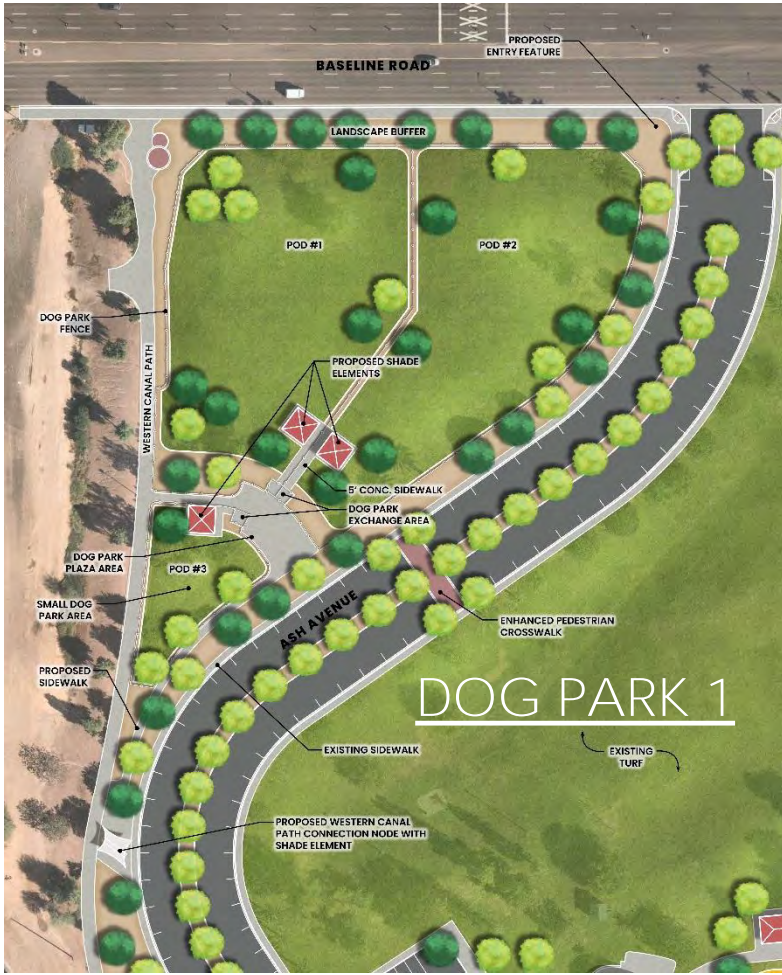 BASELINE ROAD
PROPOSED
ENTRY FEATURE
LANDSCAPE BUFFER
POD #1
POD #2
DOG PARK
FENCE
WESTERN CANAL PATH
PROPOSED SHADE
ELEMENTS
5' CONC. SIDEWALK
DOG PARK
EXCHANGE AREA
DOG PARK
PLAZA AREA
POD #3
SMALL DOG
PARK AREA
ASH AVENUE
ENHANCED PEDESTRIAN
CROSSWALK
PROPOSED
SIDEWALK
DOG PARK 1
EXISTING SIDEWALK
EXISTING
TURF
PROPOSED WESTERN CANAL
PATH CONNECTION NODE WITH
SHADE ELEMENT